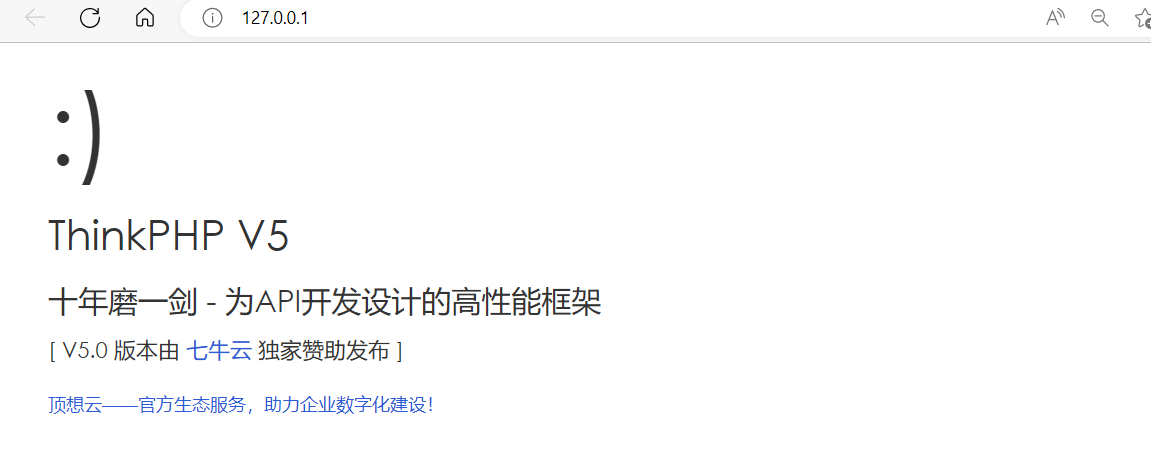 127.0.0.1
:)
ThinkPHP V5
十年磨一剑 - 为API开发设计的高性能框架
[ V5.0 版本由 七牛云 独家赞助发布 ]
顶想云——官方生态服务，助力企业数字化建设！